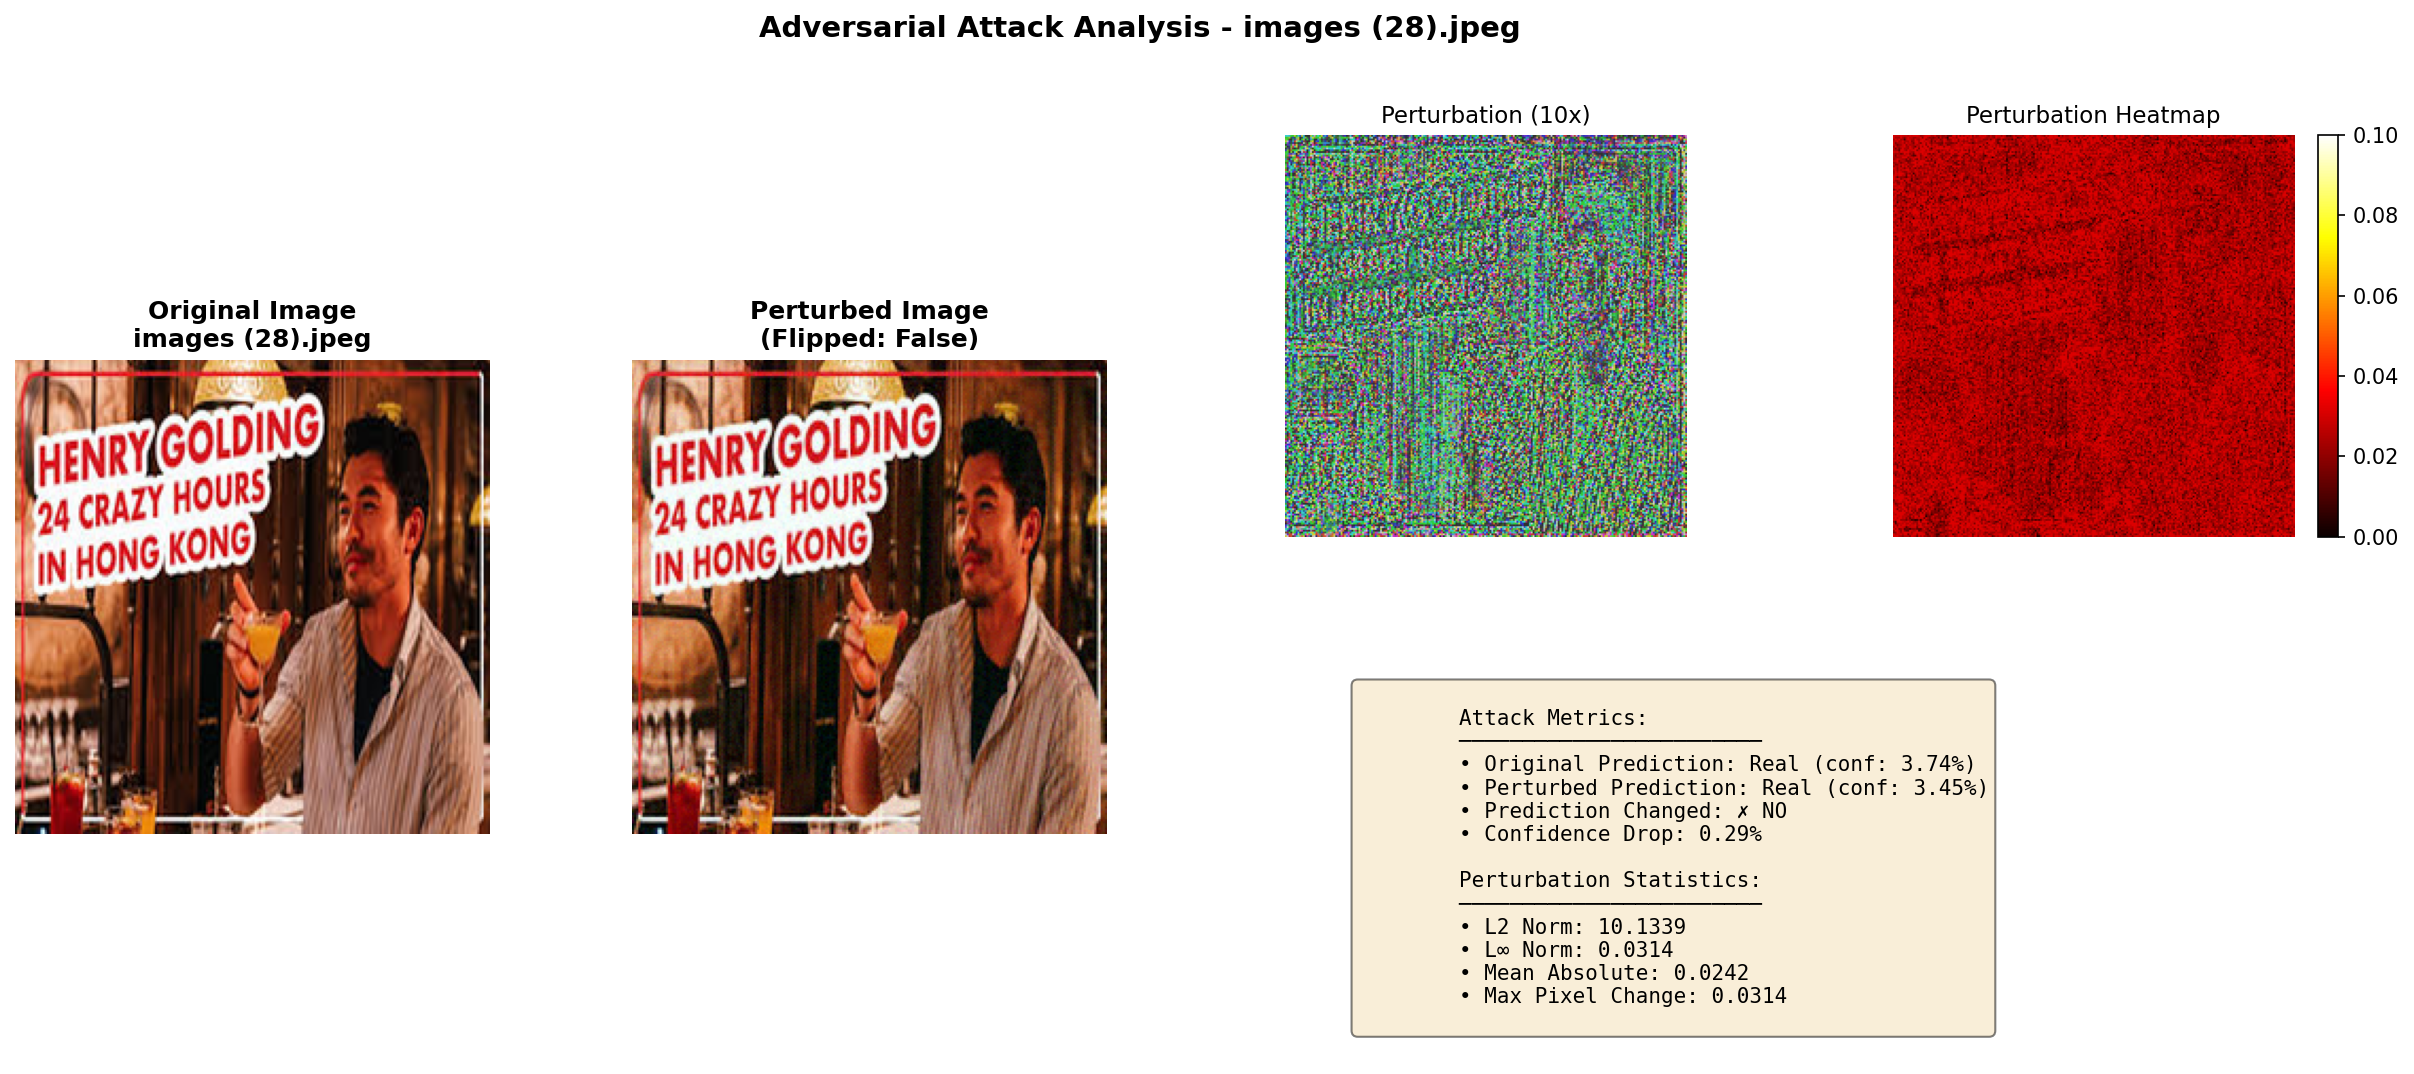 Adversarial Attack Analysis - images (28).jpeg
Original Image
images (28).jpeg
HENRY GOLDING
24 CRAZY HOURS
IN HONG KONG
Perturbed Image
(Flipped: False)
HENRY GOLDING
24 CRAZY HOURS
IN HONG KONG
Perturbation (10x)
Perturbation Heatmap
0.10
0.08
0.06
0.04
0.02
0.00
Attack Metrics:
• Original Prediction: Real (conf: 3.74%)
• Perturbed Prediction: Real (conf: 3.45%)
• Prediction Changed: ✗ NO
• Confidence Drop: 0.29%
Perturbation Statistics:
• L2 Norm: 10.1339
• L∞ Norm: 0.0314
• Mean Absolute: 0.0242
• Max Pixel Change: 0.0314